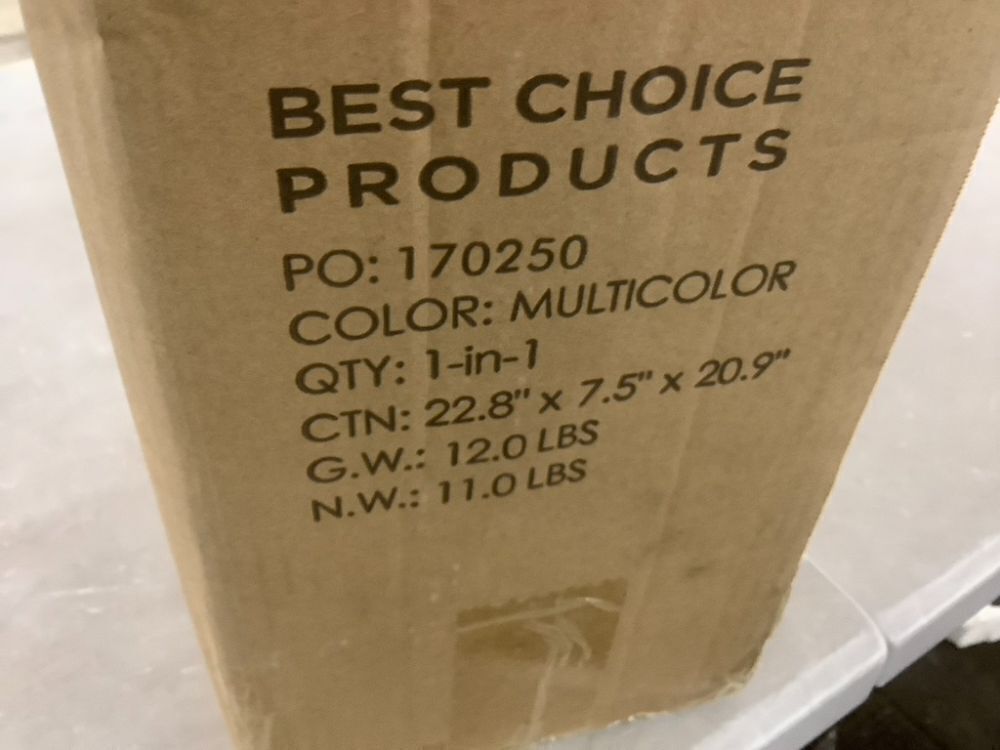 BEST CHOICE
PRODUCTS
PO: 170250
COLOR: MULTICOLOR
QTY: 1-in-1
CTN: 22.8" x 7.5" x 20.9"
G.W.: 12.0 LBS
N.W.: 11.0 LBS